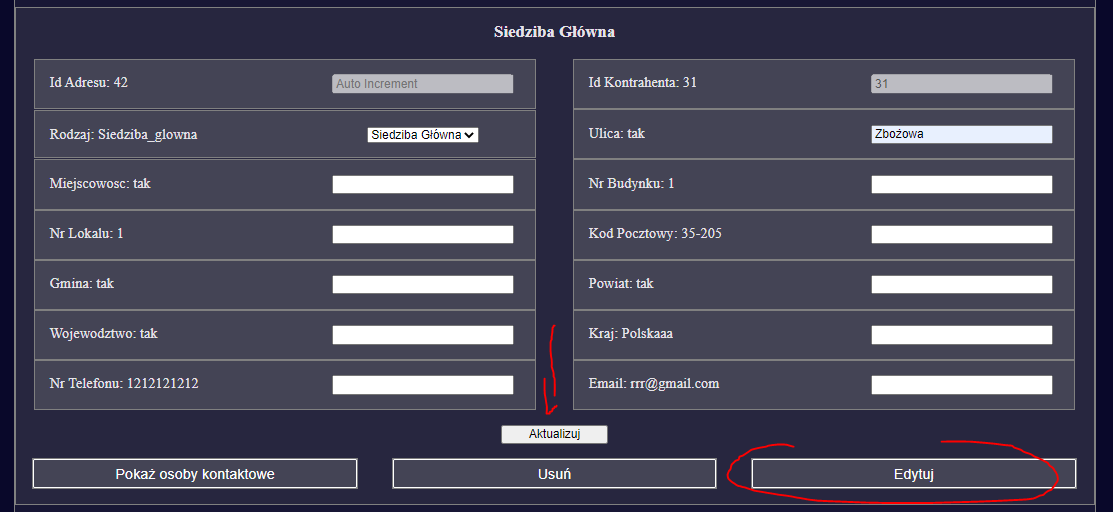 Siedziba Główna
Id Adresu: 42 Auto Increment Id Kontrahenta: 31 31
Rodzaj: Siedziba_glowna Siedziba Główna Ulica: tak Zbożowa
Miejscowosc: tak Nr Budynku: 1
Nr Lokalu: 1 Kod Pocztowy: 35-205
Gmina: tak Powiat: tak
Wojewodztwo: tak Kraj: Polskaaa
Nr Telefonu: 1212121212 Email: rrr@gmail.com
Aktualizuj
Pokaż osoby kontaktowe Usuń Edytuj